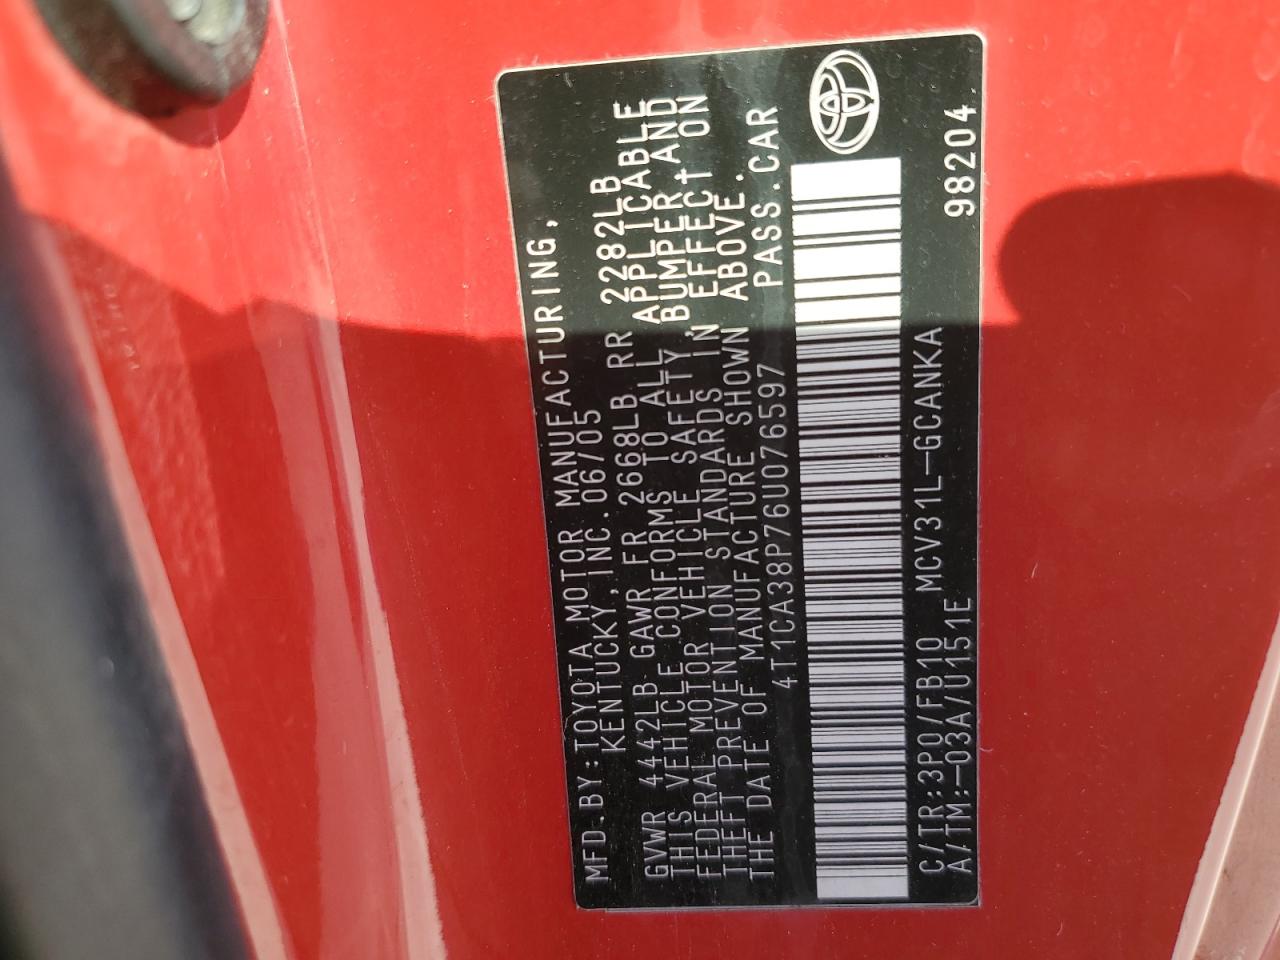 MFD.BY:TOYOTA MOTOR MANUFACTURING,
KENTUCKY,INC.06/05
GVWR 4442LB GAWR FR 2668LB RR 2282LB
THIS VEHICLE CONFORMS TO ALL APPLICABLE
FEDERAL MOTOR VEHICLE SAFETY,BUMPER AND
THEFT PREVENTION STANDARDS IN EFFECT ON
THE DATE OF MANUFACTURE SHOWN ABOVE.
4T1CA38P76U076597 PASS.CAR
C/TR:3P0/FB10 MCV31L-GCANKA
A/TM:-03A/U151E 98204